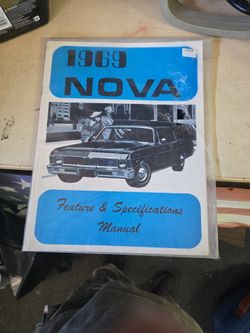 1969
NOVA
Feature & Specifications
Manual